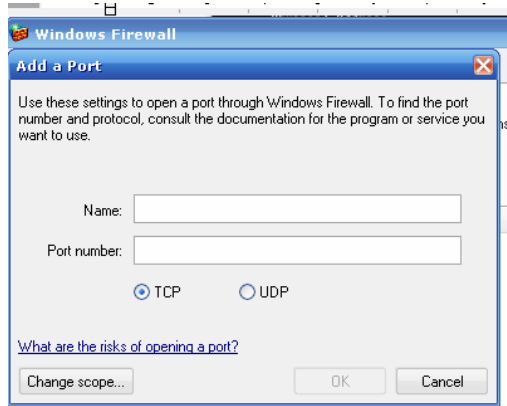 Windows Firewall
Add a Port
Use these settings to open a port through Windows Firewall. To find the port
number and protocol, consult the documentation for the program or service you
want to use.
Name:
Port number:
TCP UDP
What are the risks of opening a port?
Change scope... OK Cancel